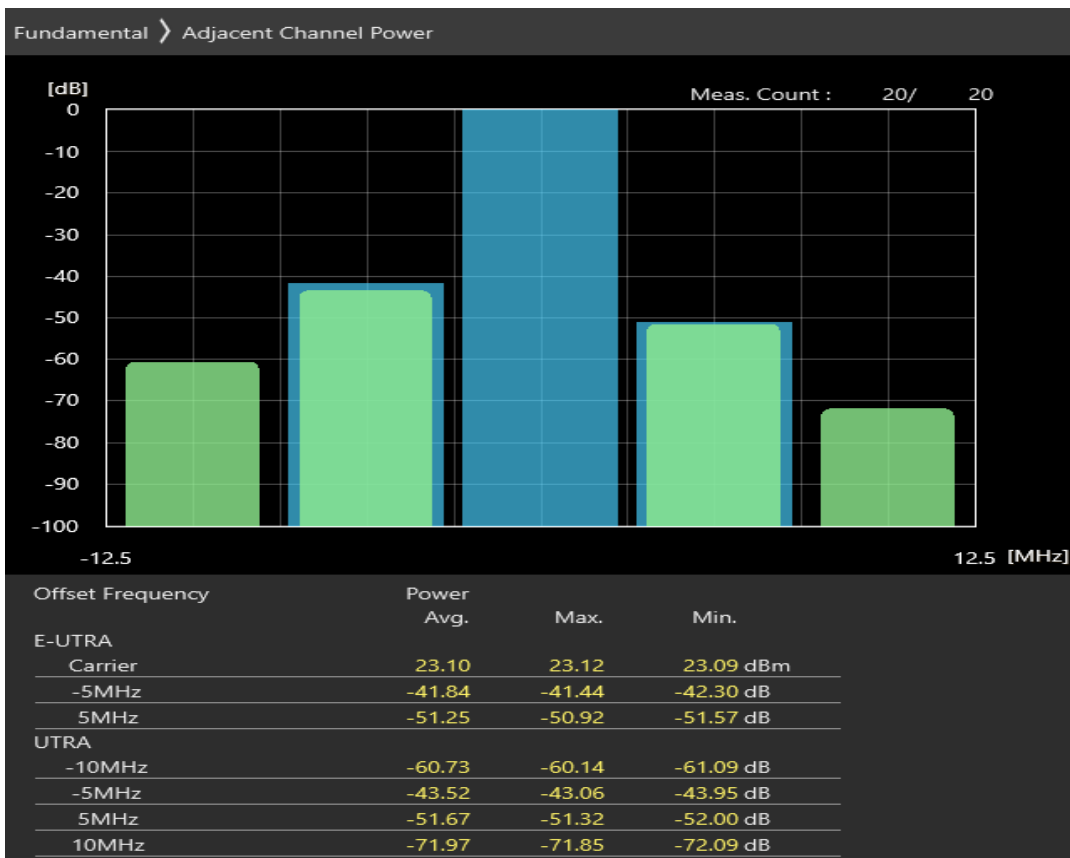 Fundamental 》 Adjacent Channel Power
[dB]
Meas. Count : 20/ 20
0
-10
-20
-30
-40
-50
-60
-70
-80
-90
-100
-12.5 12.5 [MHz]
Offset Frequency Power
Avg. Max. Min.
E-UTRA
Carrier 23.10 23.12 23.09 dBm
-5MHz -41.84 -41.44 -42.30 dB
5MHz -51.25 -50.92 -51.57 dB
UTRA
-10MHz -60.73 -60.14 -61.09 dB
-5MHz -43.52 -43.06 -43.95 dB
5MHz -51.67 -51.32 -52.00 dB
10MHz -71.97 -71.85 -72.09 dB